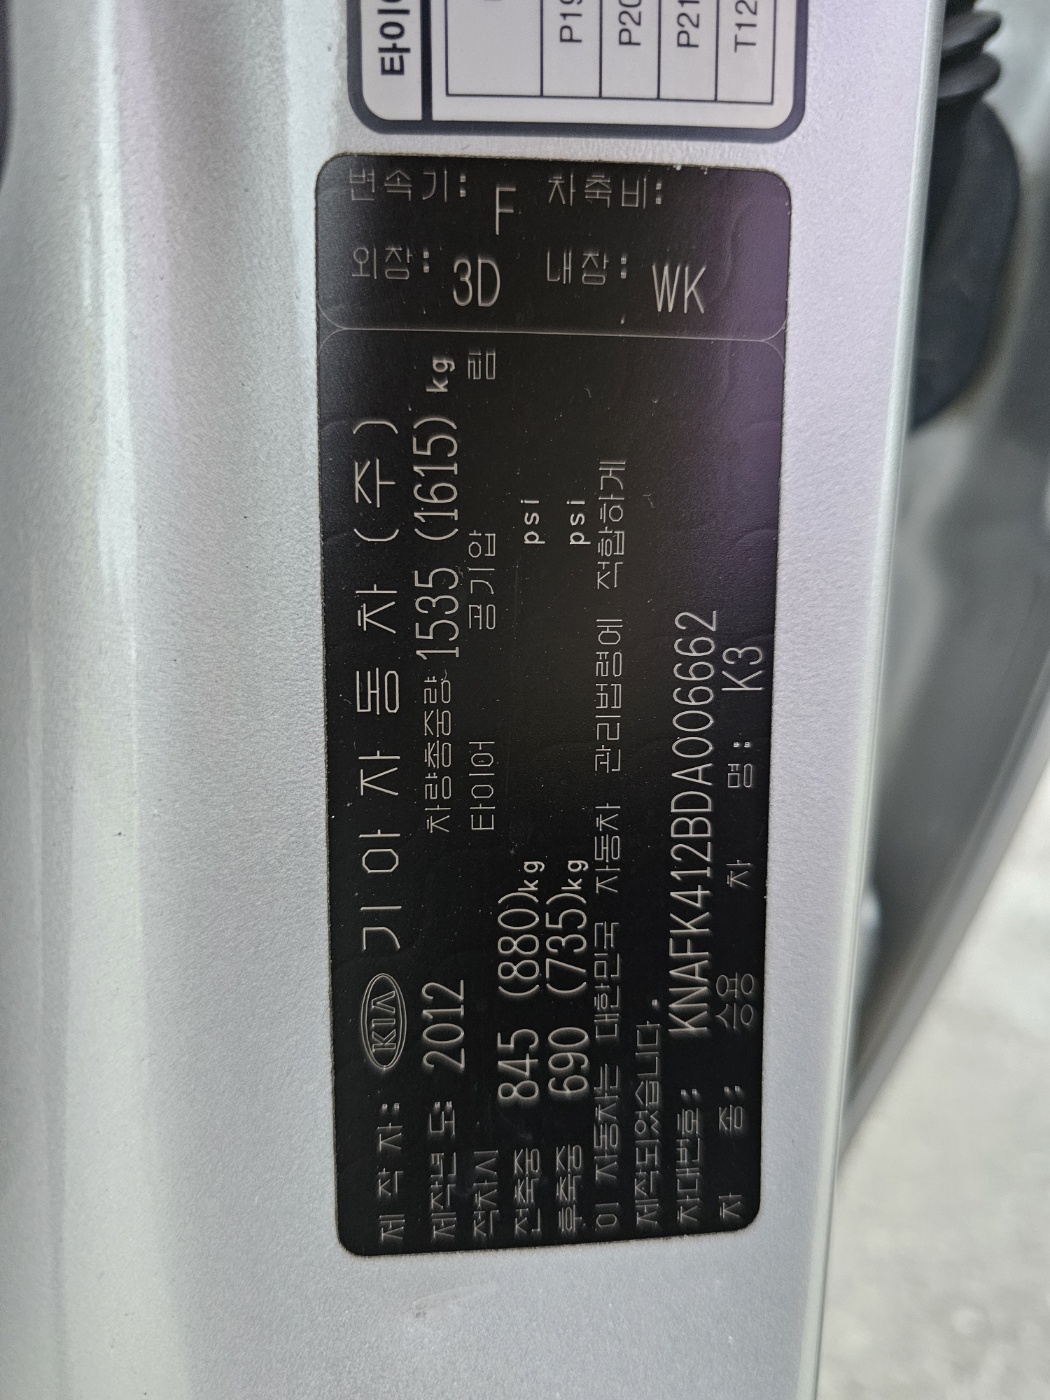 타이
P19
P20
P21
T12
변속기: F 차축비:
외장: 3D 내장: WK
제 작 자: KIA 기아자동차(주)
제작년 도: 2012 차량총중량 1535 (1615) kg
적차시 타이어 공기압 림
전축중 845 (880)kg psi
후축중 690 (735)kg psi
이 자동차는 대한민국 자동차 관리법령에 적합하게
제작되었습니다.
차대번호: KNAFK412BDA006662
차 종: 승용 차 명: K3